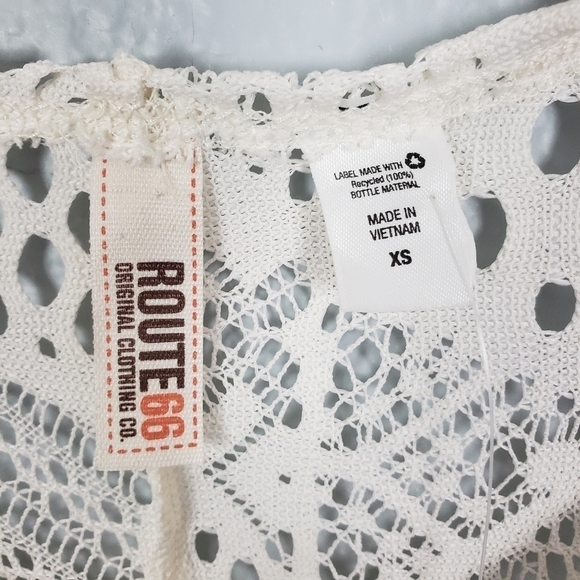 ROUTE66
ORIGINAL CLOTHING CO.
LABEL MADE WITH
Recycled (100%)
BOTTLE MATERIAL
MADE IN
VIETNAM
XS